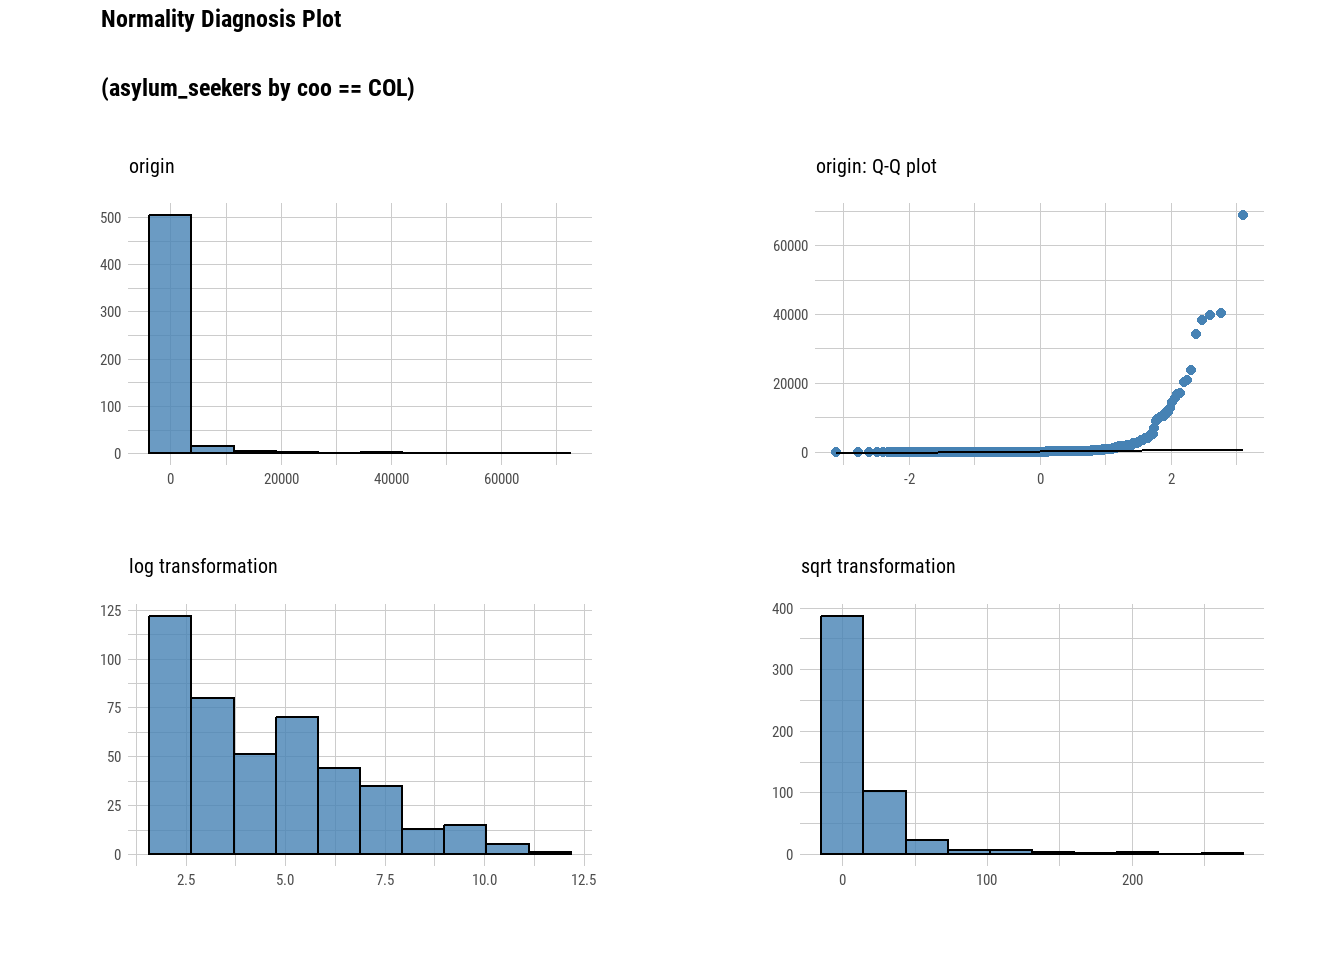 Normality Diagnosis Plot
(asylum_seekers by coo == COL)
origin
500
400
300
200
100
0
0 20000 40000 60000
origin: Q-Q plot
60000
40000
20000
0
-2 0 2
log transformation
125
100
75
50
25
0
2.5 5.0 7.5 10.0 12.5
sqrt transformation
400
300
200
100
0
0 100 200